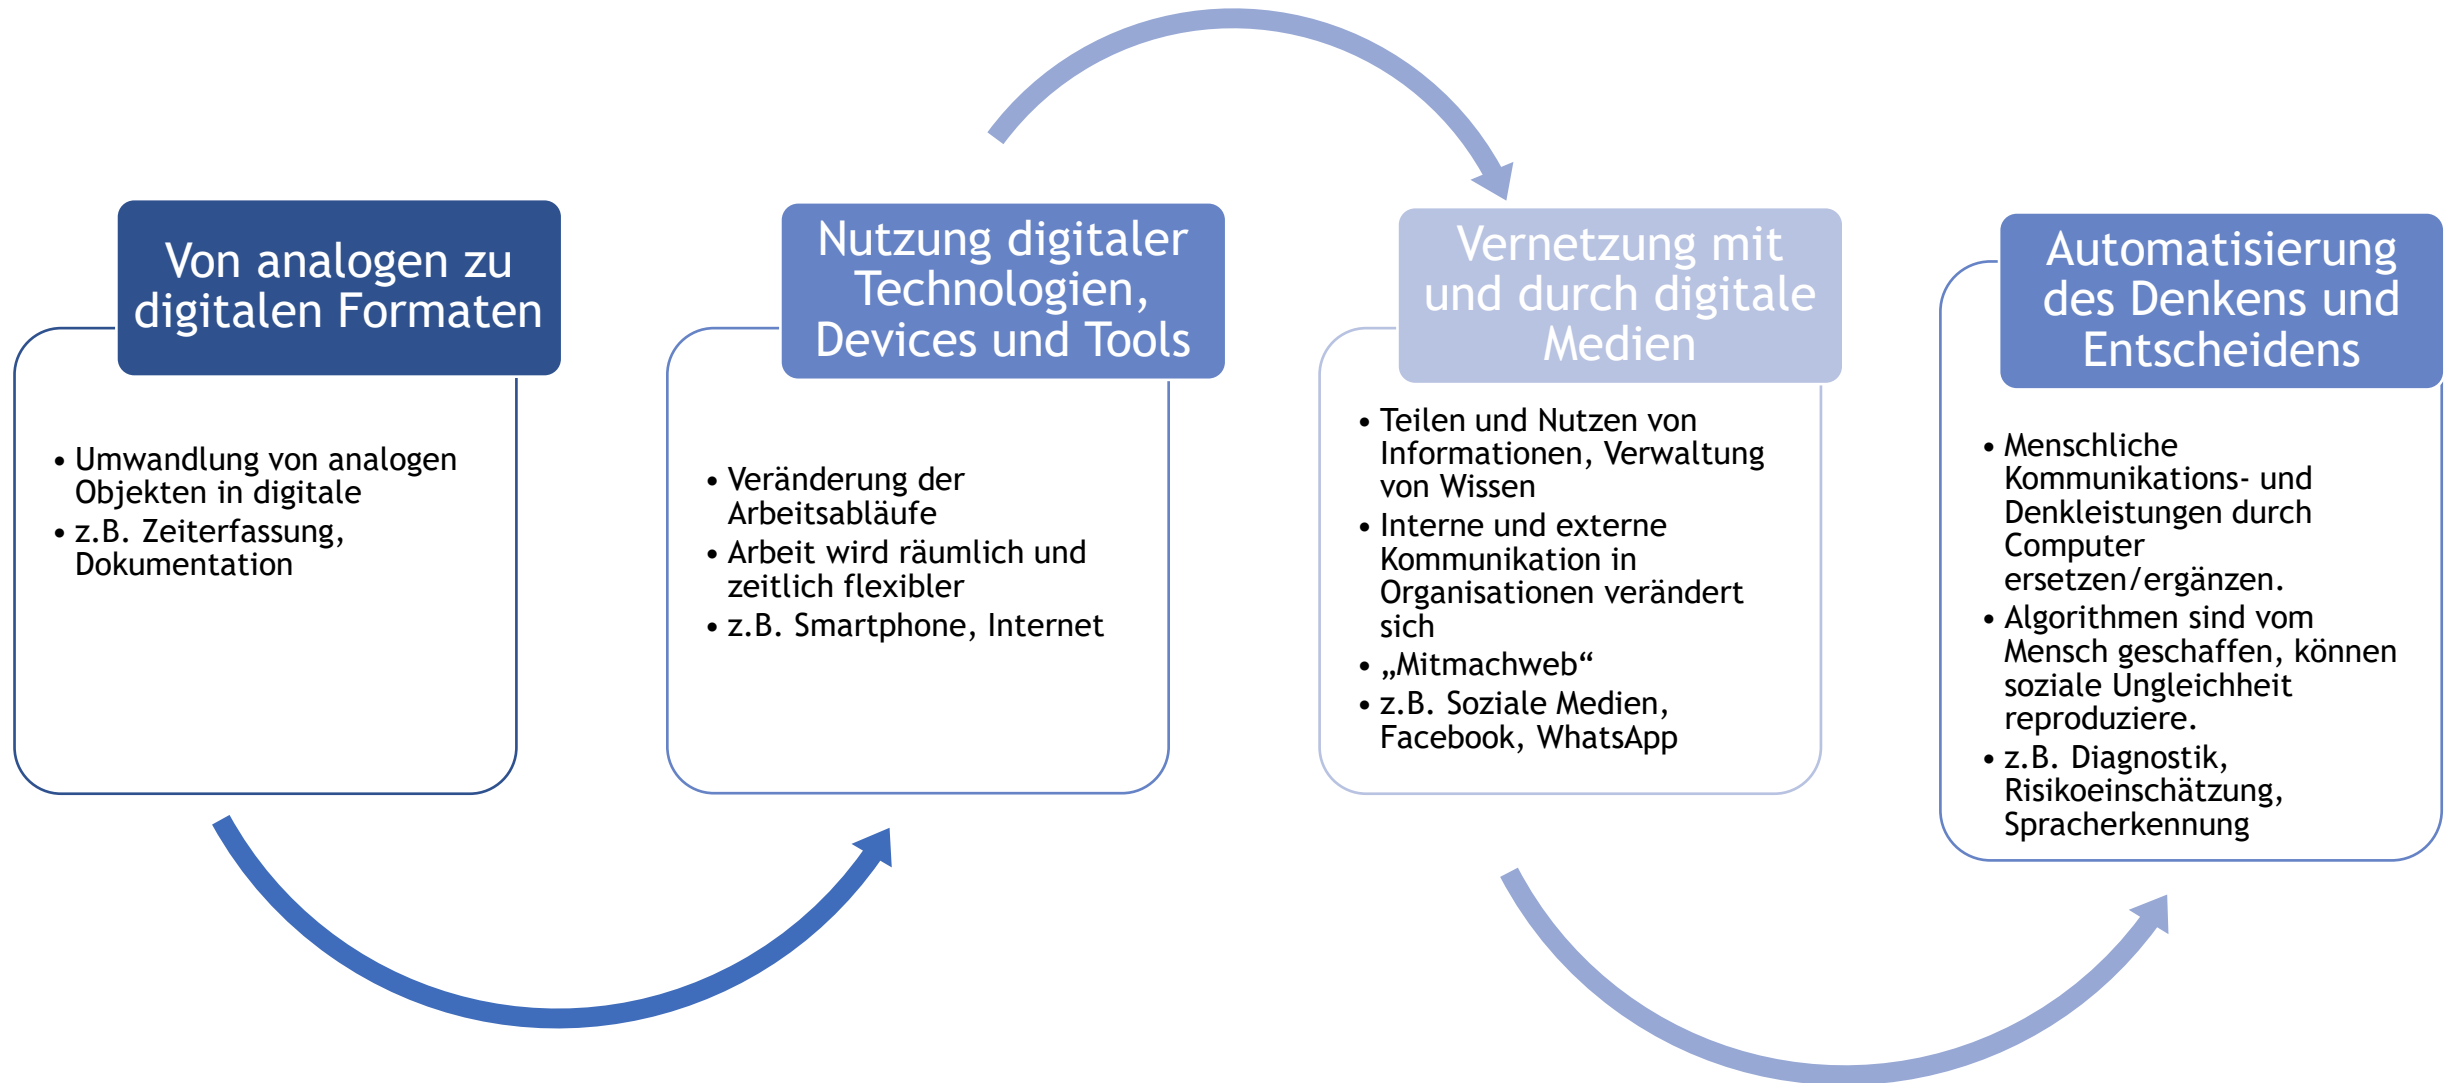 Von analogen zu
digitalen Formaten
• Umwandlung von analogen
Objekten in digitale
• z.B. Zeiterfassung,
Dokumentation
Nutzung digitaler
Technologien,
Devices und Tools
• Veränderung der
Arbeitsabläufe
• Arbeit wird räumlich und
zeitlich flexibler
• z.B. Smartphone, Internet
Vernetzung mit
und durch digitale
Medien
• Teilen und Nutzen von
Informationen, Verwaltung
von Wissen
• Interne und externe
Kommunikation in
Organisationen verändert
sich
• „Mitmachweb“
• z.B. Soziale Medien,
Facebook, WhatsApp
Automatisierung
des Denkens und
Entscheidens
• Menschliche
Kommunikations- und
Denkleistungen durch
Computer
ersetzen/ergänzen.
• Algorithmen sind vom
Mensch geschaffen, können
soziale Ungleichheit
reproduziere.
• z.B. Diagnostik,
Risikoeinschätzung,
Spracherkennung